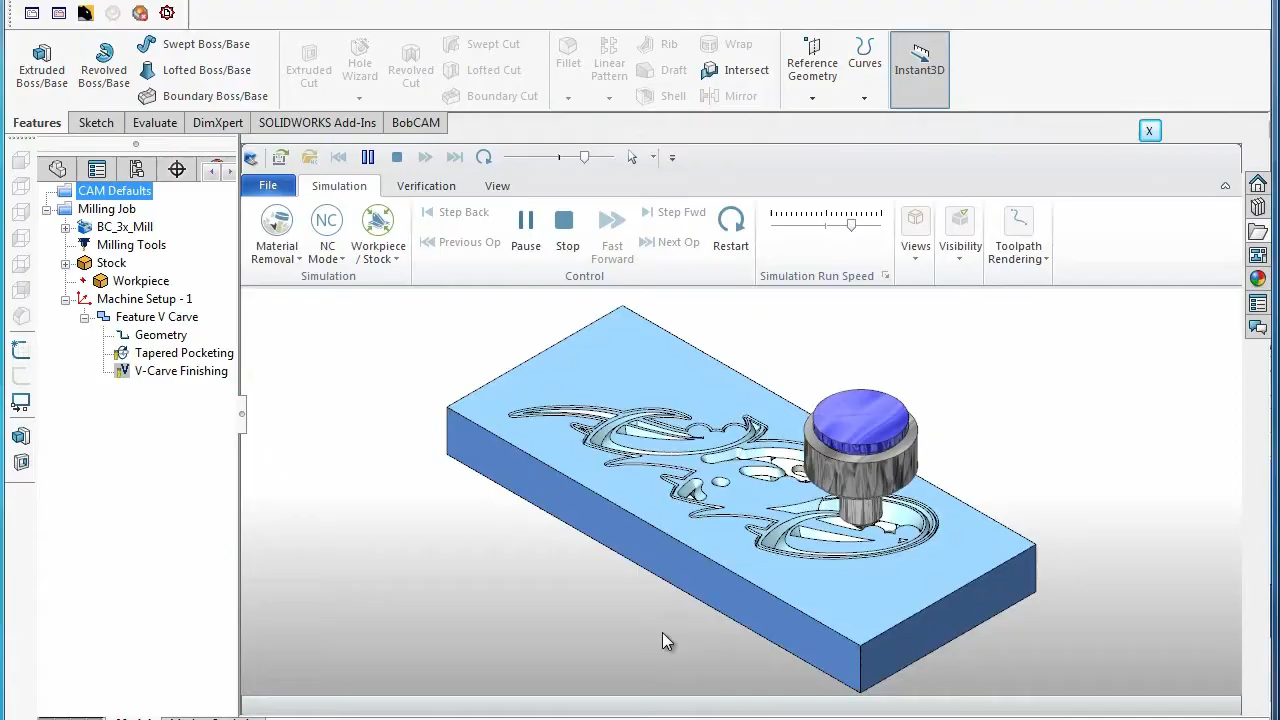 Extruded Boss/Base
Revolved Boss/Base
Swept Boss/Base
Lofted Boss/Base
Boundary Boss/Base
Extruded Cut
Hole Wizard
Revolved Cut
Swept Cut
Lofted Cut
Boundary Cut
Fillet
Linear Pattern
Rib
Draft
Shell
Wrap
Intersect
Mirror
Reference Geometry
Curves
Instant3D
Features Sketch Evaluate DimXpert SOLIDWORKS Add-Ins BobCAM
X
File Simulation Verification View
Material Removal
NC Mode
Workpiece / Stock
Simulation
Step Back
Previous Op
Pause
Stop
Fast Forward
Step Fwd
Next Op
Restart
Control
Simulation Run Speed
Views
Visibility
Toolpath Rendering
CAM Defaults
Milling Job
BC_3x_Mill
Milling Tools
Stock
Workpiece
Machine Setup - 1
Feature V Carve
Geometry
Tapered Pocketing
V-Carve Finishing